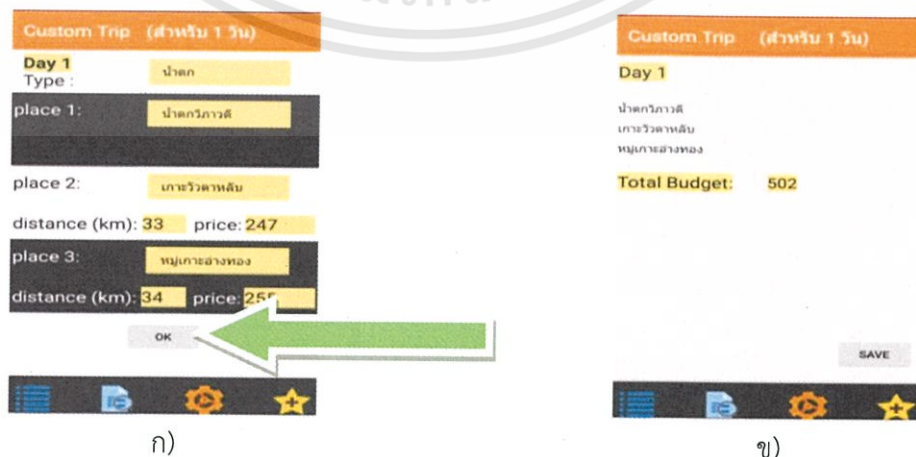 Custom Trip (สำหรับ 1 วัน)
Day 1
Type :
น้ำตก
place 1:
น้ำตกวิภาวดี
place 2:
เกาะวัวตาหลับ
distance (km): 33 price: 247
place 3:
หมู่เกาะอ่างทอง
distance (km): 34 price: 255
OK
ก)
Custom Trip (สำหรับ 1 วัน)
Day 1
น้ำตกวิภาวดี
เกาะวัวตาหลับ
หมู่เกาะอ่างทอง
Total Budget: 502
SAVE
ข)